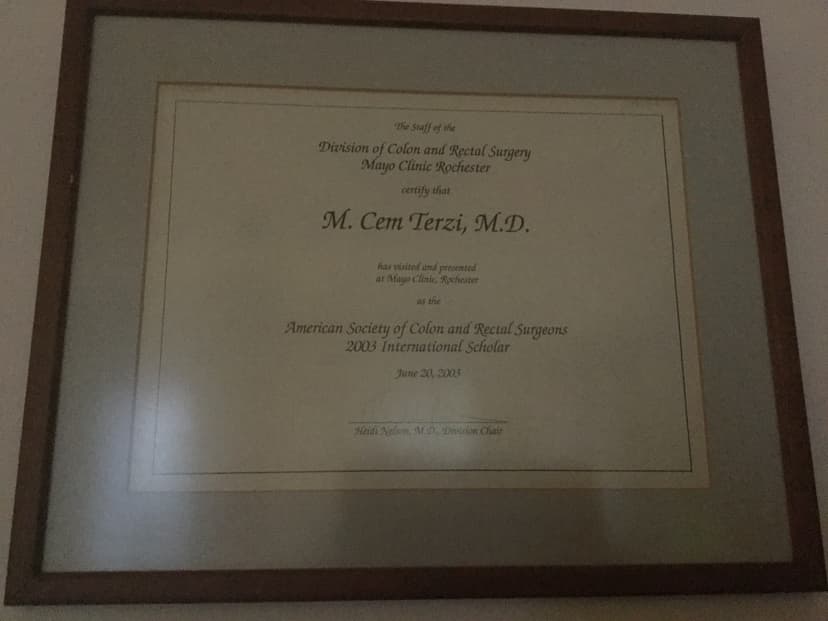 The Staff of the
Division of Colon and Rectal Surgery
Mayo Clinic Rochester
certify that
M. Cem Terzi, M.D.
has visited and presented
at Mayo Clinic, Rochester
as the
American Society of Colon and Rectal Surgeons
2003 International Scholar
June 20, 2003
Heidi Nelson, M.D., Division Chair